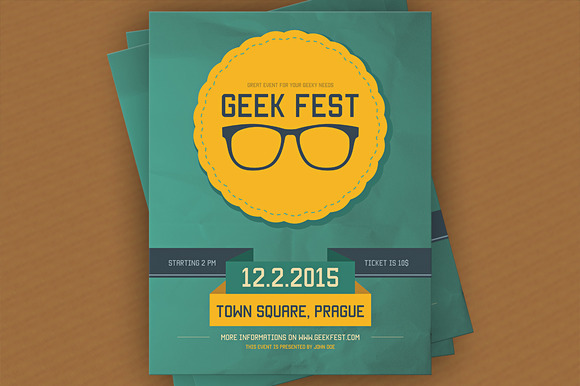 GREAT EVENT FOR YOUR GEEKY NEEDS
GEEK FEST
STARTING 2 PM
TICKET IS 10$
12.2.2015
TOWN SQUARE, PRAGUE
MORE INFORMATIONS ON WWW.GEEKFEST.COM
THIS EVENT IS PRESENTED BY JOHN DOE